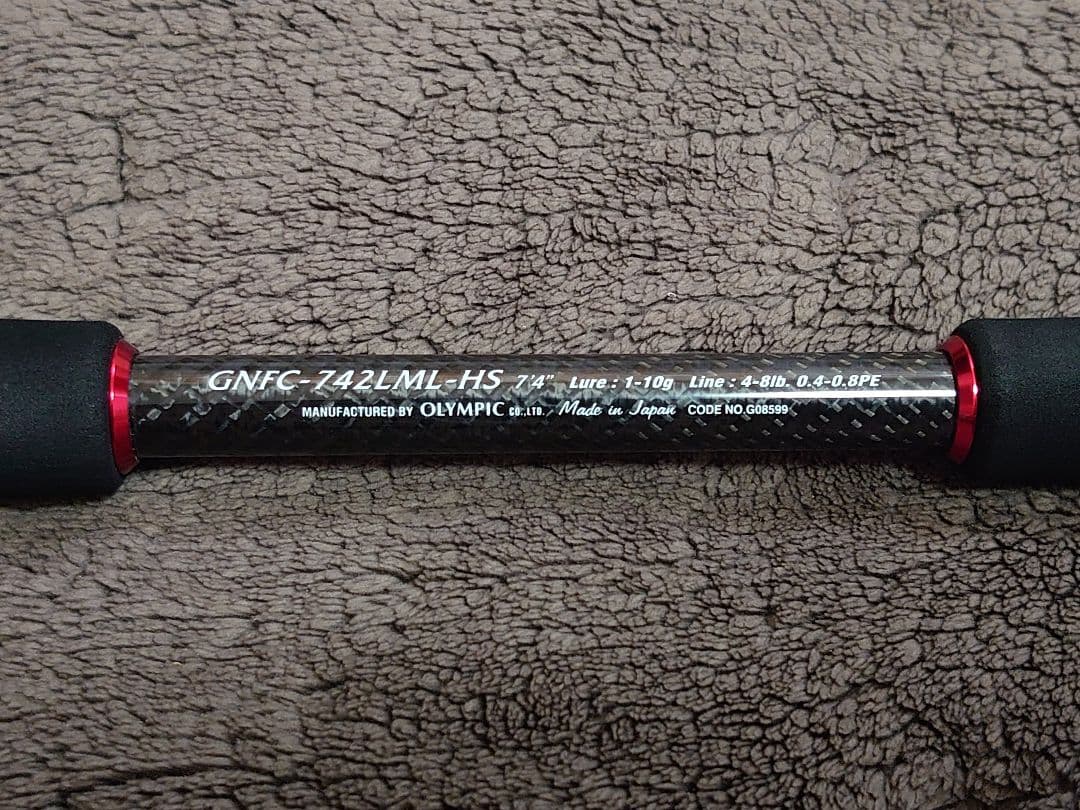 GNFC-742LML-HS 7'4" Lure : 1-10g Line : 4-8lb. 0.4-0.8PE
MANUFACTURED BY OLYMPIC CO.,LTD. Made in Japan CODE NO.G08599